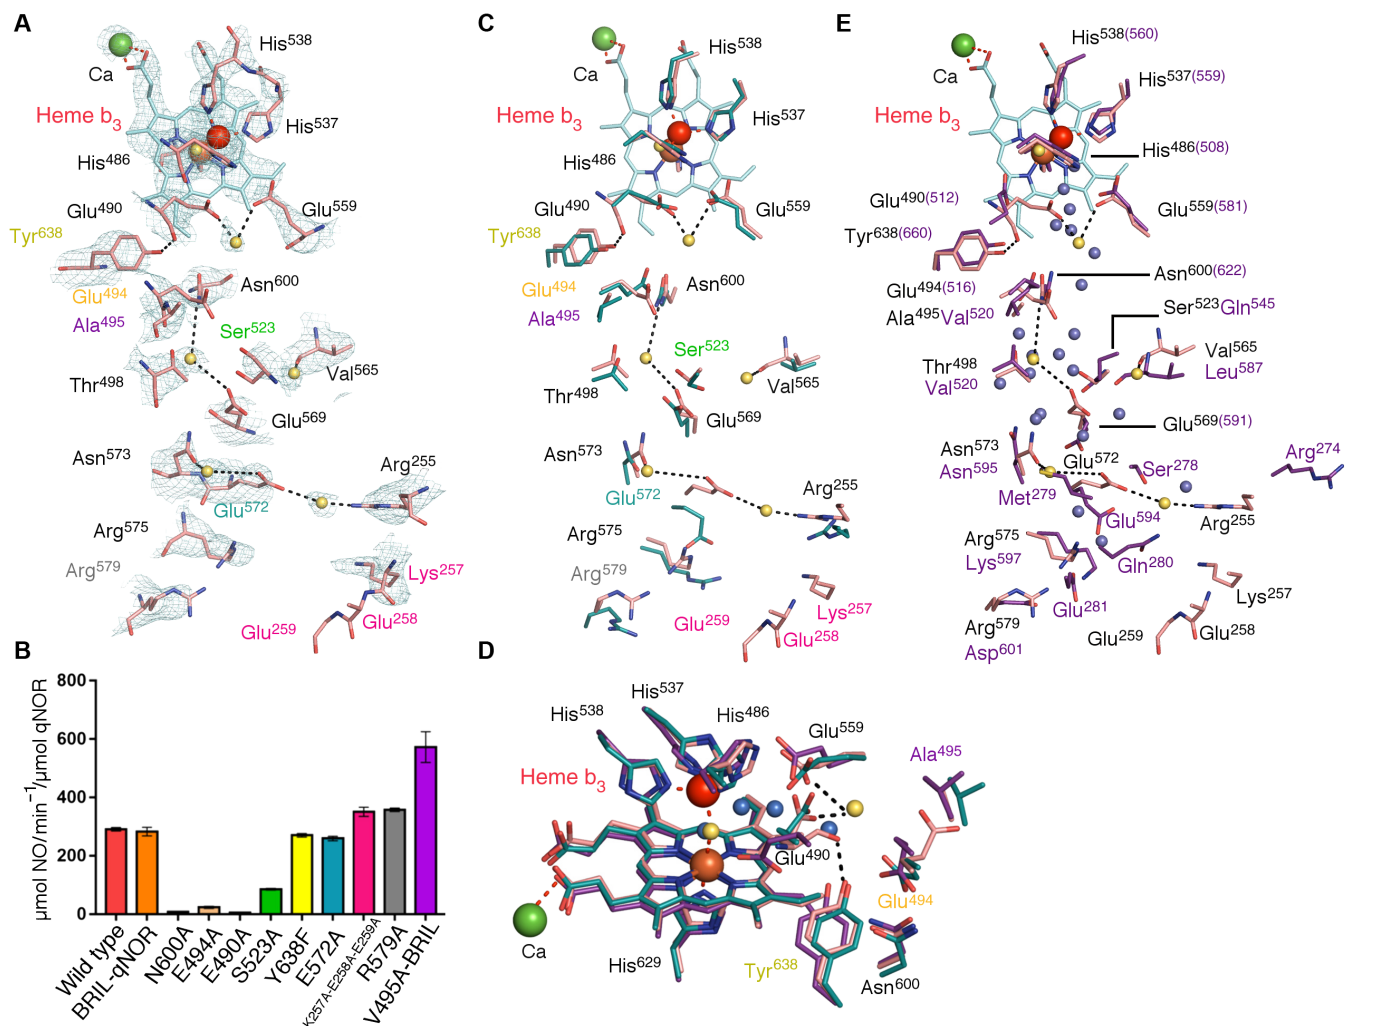 A
His538
Ca
Heme b3
His537
His486
Glu490
Glu559
Tyr638
Glu494
Asn600
Ala495
Ser523
Thr498
Val565
Glu569
Asn573
Arg255
Glu572
Arg575
Arg579
Lys257
Glu259
Glu258
B
800
600
400
200
0
μmol NO/min−1/μmol qNOR
Wild type
BRIL-qNOR
N600A
E494A
E490A
S523A
Y638F
E572A
K257A-E258A-E259A
R579A
V495A-BRIL
C
His538
Ca
Heme b3
His537
His486
Glu490
Glu559
Tyr638
Glu494
Asn600
Ala495
Ser523
Thr498
Val565
Glu569
Asn573
Glu572
Arg255
Arg575
Arg579
Lys257
Glu259
Glu258
D
His537
His538
His486
Glu559
Ala495
Heme b3
Glu490
Glu494
Ca
His629
Tyr638
Asn600
E
His538(560)
Ca
His537(559)
Heme b3
His486(508)
Glu490(512)
Glu559(581)
Tyr638(660)
Asn600(622)
Glu494(516)
Ser523Gln545
Ala495Val520
Val565
Thr498
Leu587
Val520
Glu569(591)
Asn573
Glu572
Arg274
Asn595
Ser278
Met279
Glu594
Arg255
Arg575
Lys597
Gln280
Glu281
Lys257
Arg579
Glu259
Glu258
Asp601